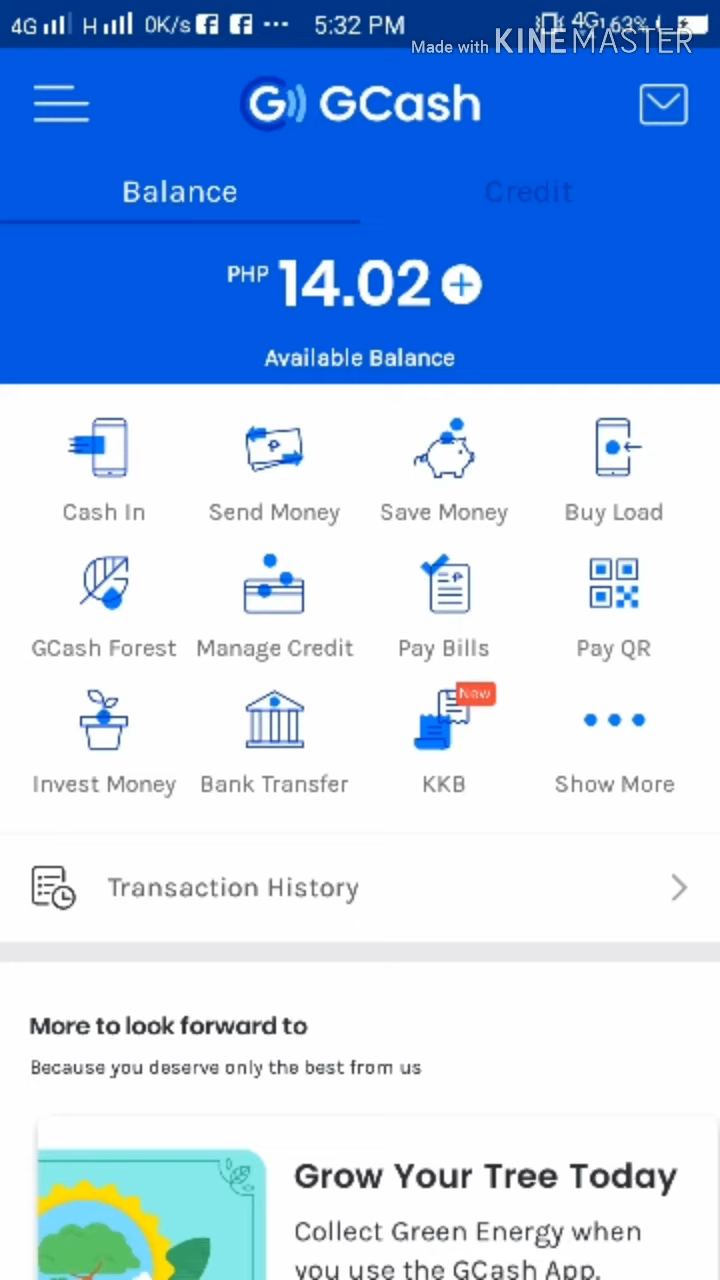 4G H 0K/s 5:32 PM 4G 63%
Made with KINEMASTER
G GCash
Balance Credit
PHP 14.02
Available Balance
Cash In Send Money Save Money Buy Load
GCash Forest Manage Credit Pay Bills Pay QR
New
Invest Money Bank Transfer KKB Show More
Transaction History
More to look forward to
Because you deserve only the best from us
Grow Your Tree Today
Collect Green Energy when
you use the GCash App.